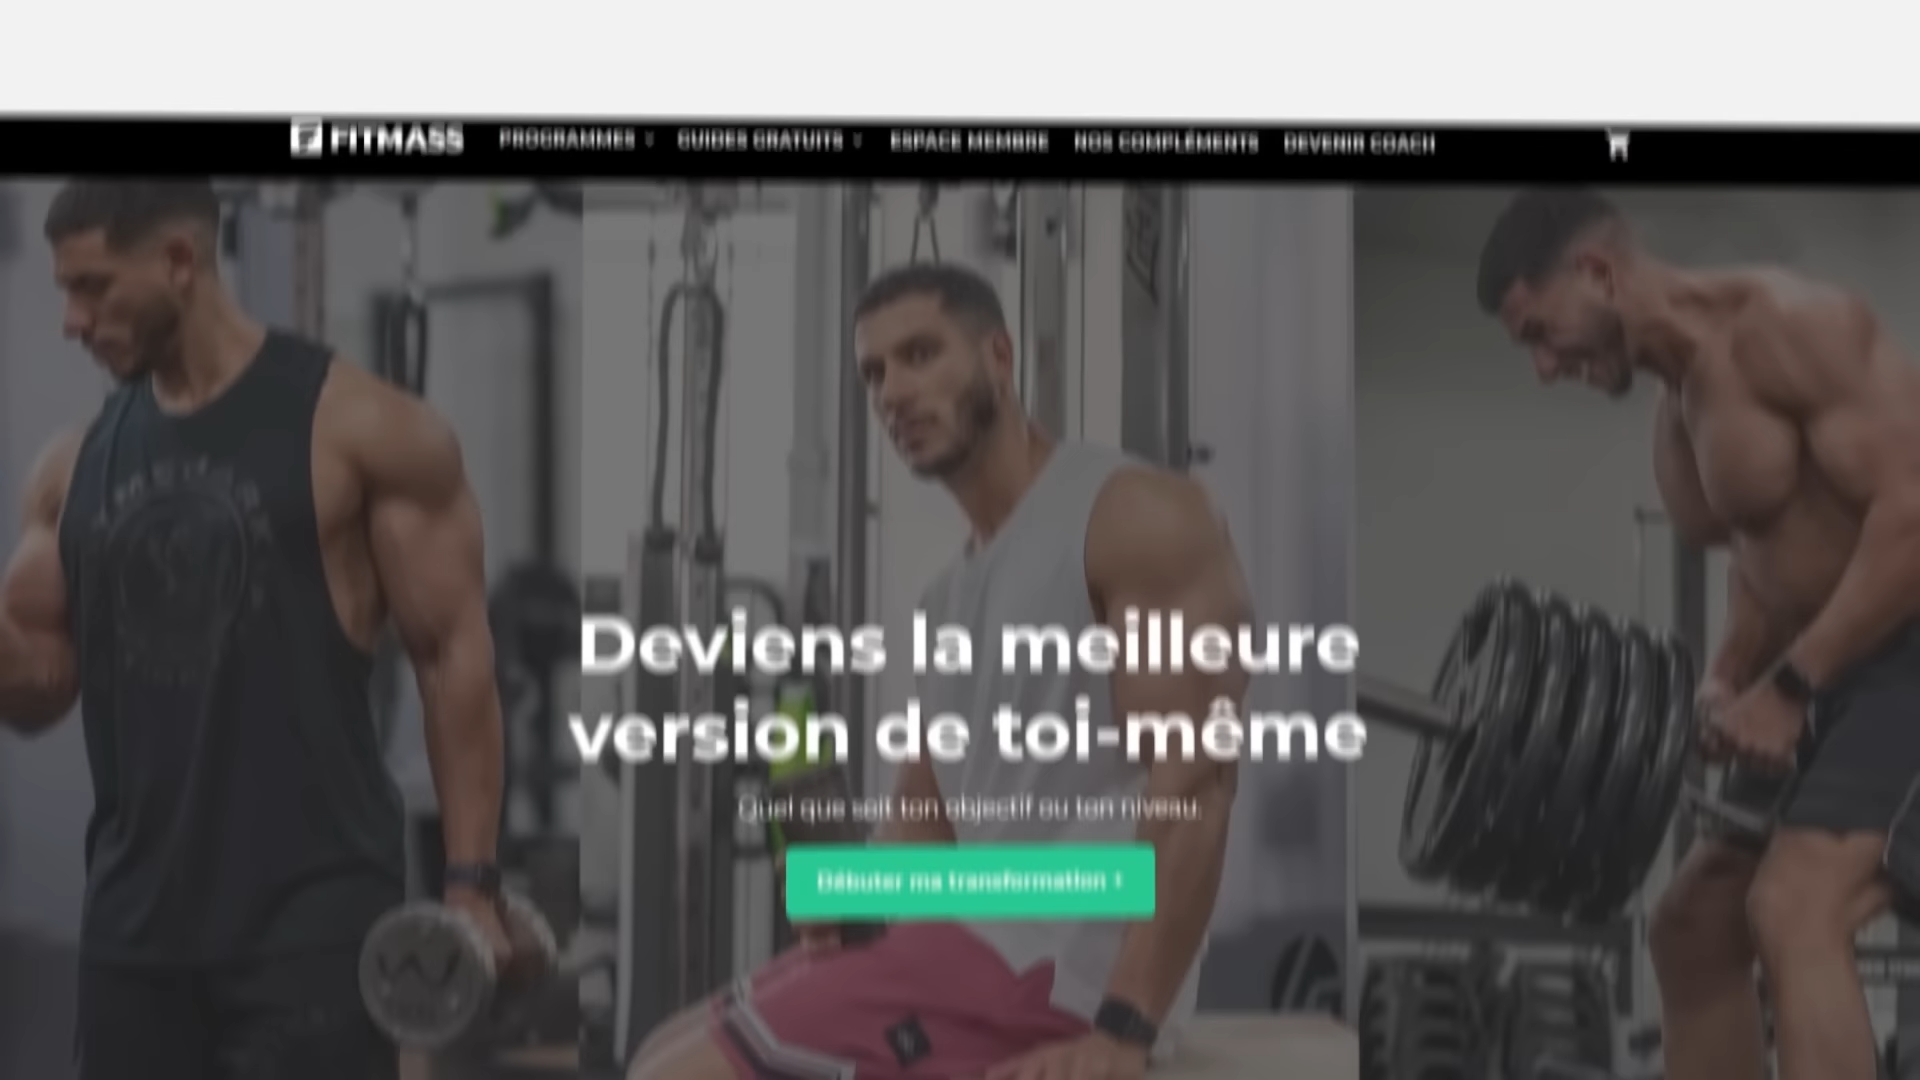 FITMASS PROGRAMMES GUIDES GRATUITS ESPACE MEMBRE NOS COMPLÉMENTS DEVENIR COACH
Deviens la meilleure
version de toi-même
Quel que soit ton objectif ou ton niveau.
Débuter ma transformation !